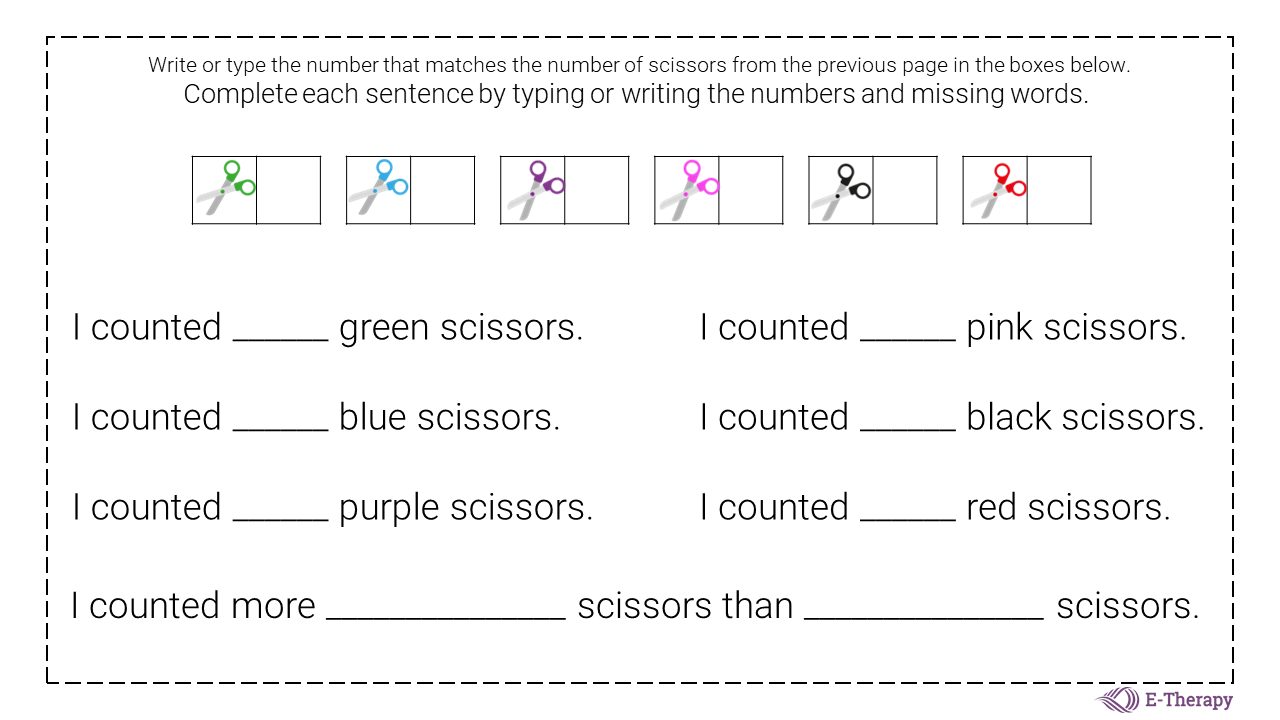 Write or type the number that matches the number of scissors from the previous page in the boxes below.
Complete each sentence by typing or writing the numbers and missing words.
I counted ______ green scissors.
I counted ______ pink scissors.
I counted ______ blue scissors.
I counted ______ black scissors.
I counted ______ purple scissors.
I counted ______ red scissors.
I counted more _______________ scissors than _______________ scissors.
E-Therapy